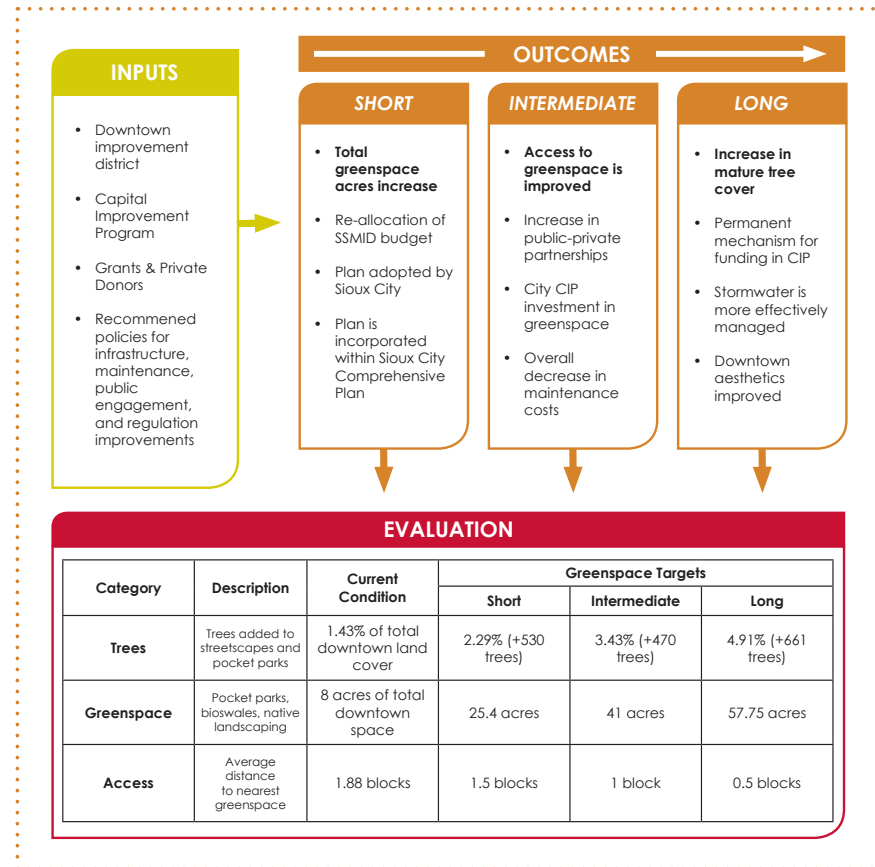 INPUTS
• Downtown
improvement
district
• Capital
Improvement
Program
• Grants & Private
Donors
• Recommened
policies for
infrastructure,
maintenance,
public
engagement,
and regulation
improvements
OUTCOMES
SHORT
• Total
greenspace
acres increase
• Re-allocation of
SSMID budget
• Plan adopted by
Sioux City
• Plan is
incorporated
within Sioux City
Comprehensive
Plan
INTERMEDIATE
• Access to
greenspace is
improved
• Increase in
public-private
partnerships
• City CIP
investment in
greenspace
• Overall
decrease in
maintenance
costs
LONG
• Increase in
mature tree
cover
• Permanent
mechanism for
funding in CIP
• Stormwater is
more effectively
managed
• Downtown
aesthetics
improved
EVALUATION
Category
Description
Current
Condition
Greenspace Targets
Short
Intermediate
Long
Trees
Trees added to
streetscapes and
pocket parks
1.43% of total
downtown land
cover
2.29% (+530
trees)
3.43% (+470
trees)
4.91% (+661
trees)
Greenspace
Pocket parks,
bioswales, native
landscaping
8 acres of total
downtown
space
25.4 acres
41 acres
57.75 acres
Access
Average
distance
to nearest
greenspace
1.88 blocks
1.5 blocks
1 block
0.5 blocks